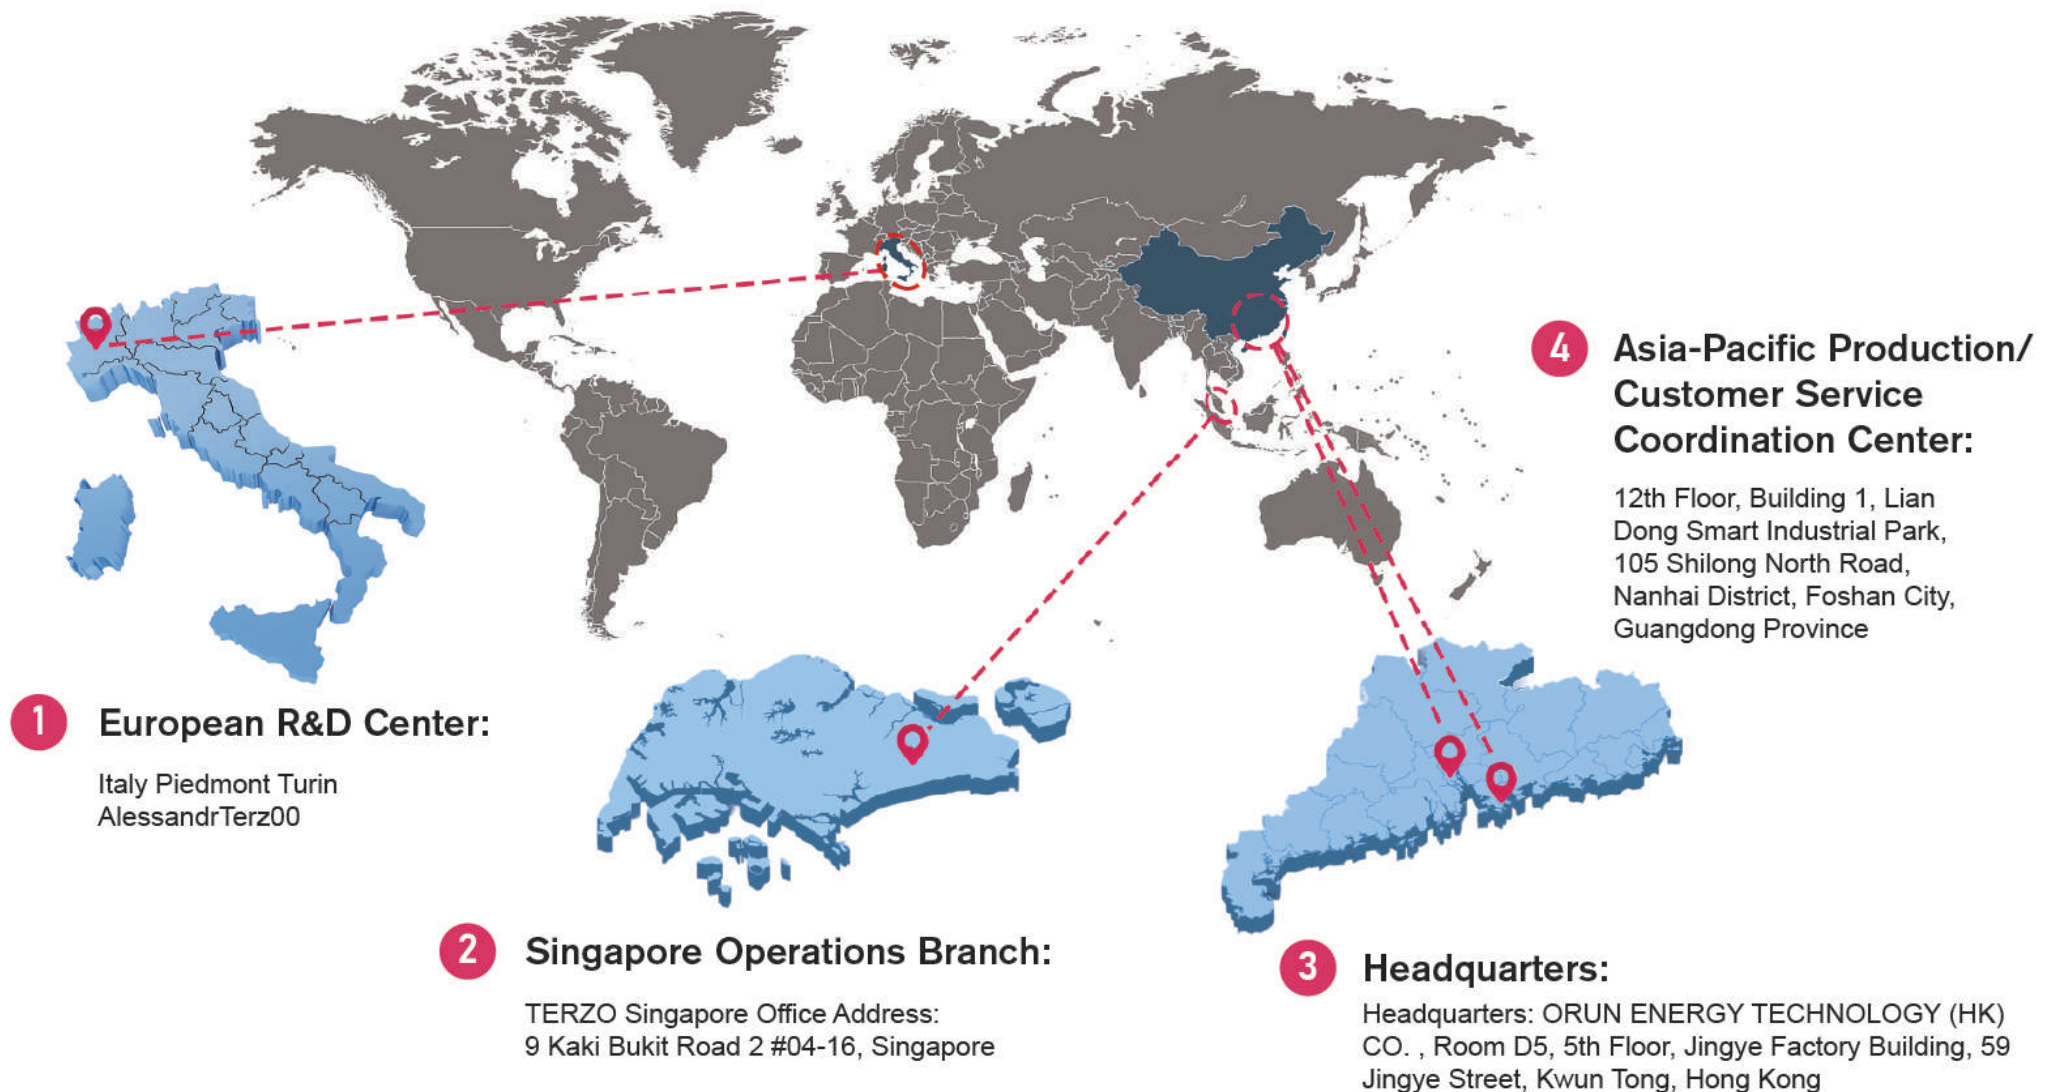 1
European R&D Center:
Italy Piedmont Turin
AlessandrTerz00
2
Singapore Operations Branch:
TERZO Singapore Office Address:
9 Kaki Bukit Road 2 #04-16, Singapore
3
Headquarters:
Headquarters: ORUN ENERGY TECHNOLOGY (HK)
CO. , Room D5, 5th Floor, Jingye Factory Building, 59
Jingye Street, Kwun Tong, Hong Kong
4
Asia-Pacific Production/
Customer Service
Coordination Center:
12th Floor, Building 1, Lian
Dong Smart Industrial Park,
105 Shilong North Road,
Nanhai District, Foshan City,
Guangdong Province